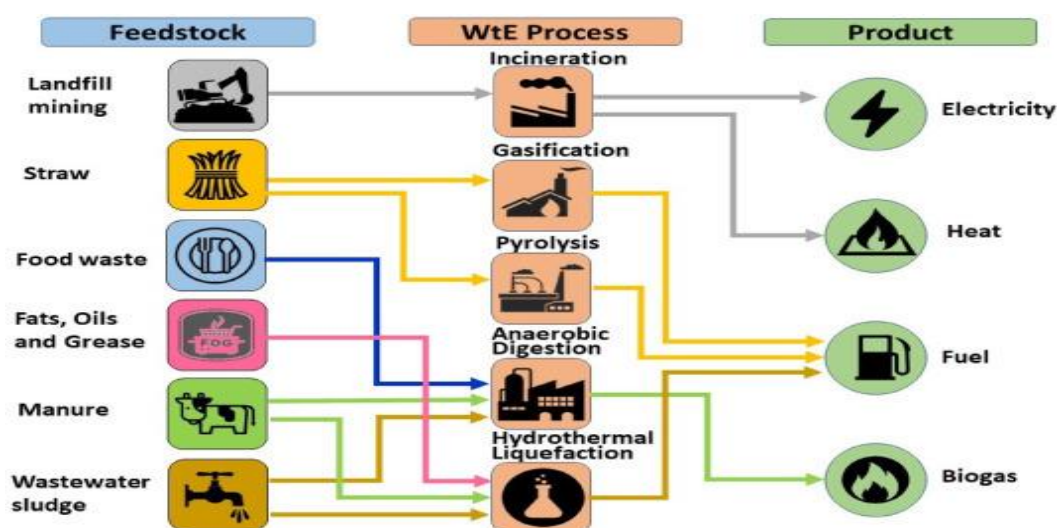 Feedstock
WtE Process
Product
Landfill
mining
Straw
Food waste
Fats, Oils
and Grease
FOG
Manure
Wastewater
sludge
Incineration
Gasification
Pyrolysis
Anaerobic
Digestion
Hydrothermal
Liquefaction
Electricity
Heat
Fuel
Biogas